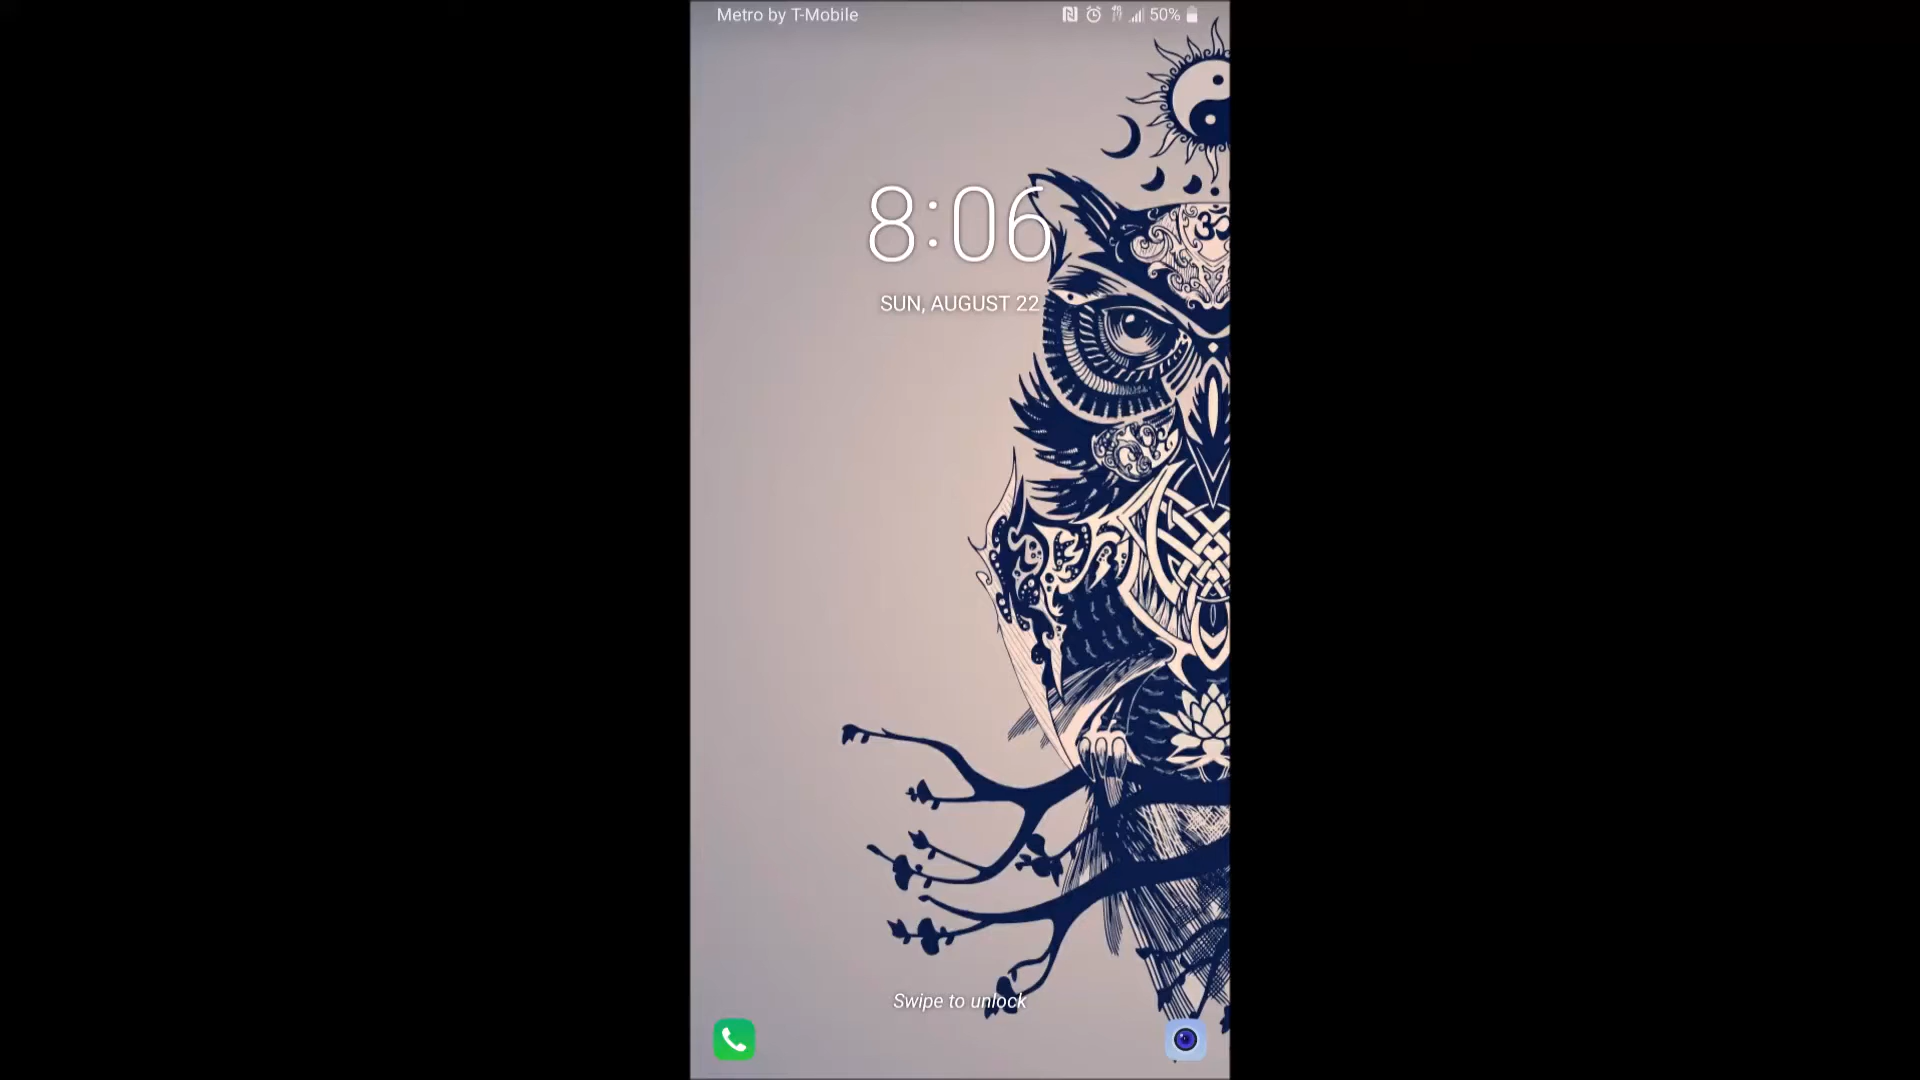 Metro by T-Mobile
50%
8:06
SUN, AUGUST 22
ॐ
Swipe to unlock